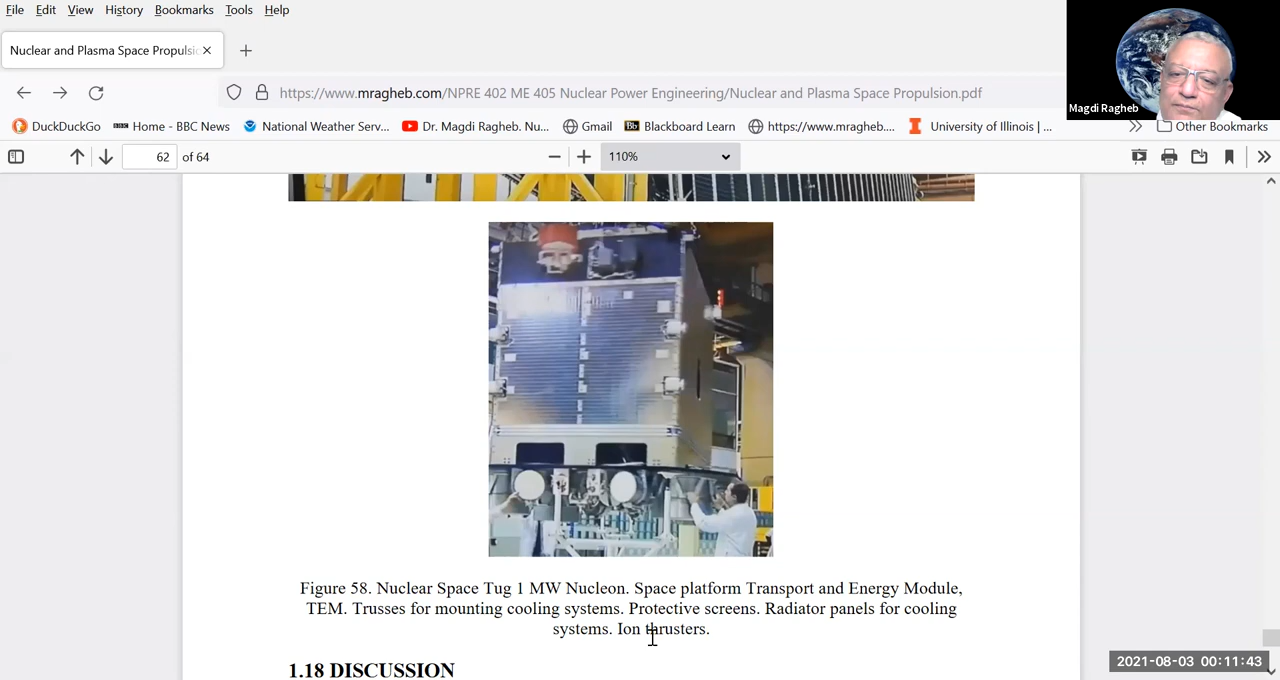 File Edit View History Bookmarks Tools Help
Nuclear and Plasma Space Propulsi
https://www.mragheb.com/NPRE 402 ME 405 Nuclear Power Engineering/Nuclear and Plasma Space Propulsion.pdf
Magdi Ragheb
DuckDuckGo BBC Home - BBC News National Weather Serv... Dr. Magdi Ragheb. Nu... Gmail Bb Blackboard Learn https://www.mragheb.... University of Illinois | ... Other Bookmarks
62 of 64 110%
Figure 58. Nuclear Space Tug 1 MW Nucleon. Space platform Transport and Energy Module,
TEM. Trusses for mounting cooling systems. Protective screens. Radiator panels for cooling
systems. Ion thrusters.
1.18 DISCUSSION
2021-08-03 00:11:43